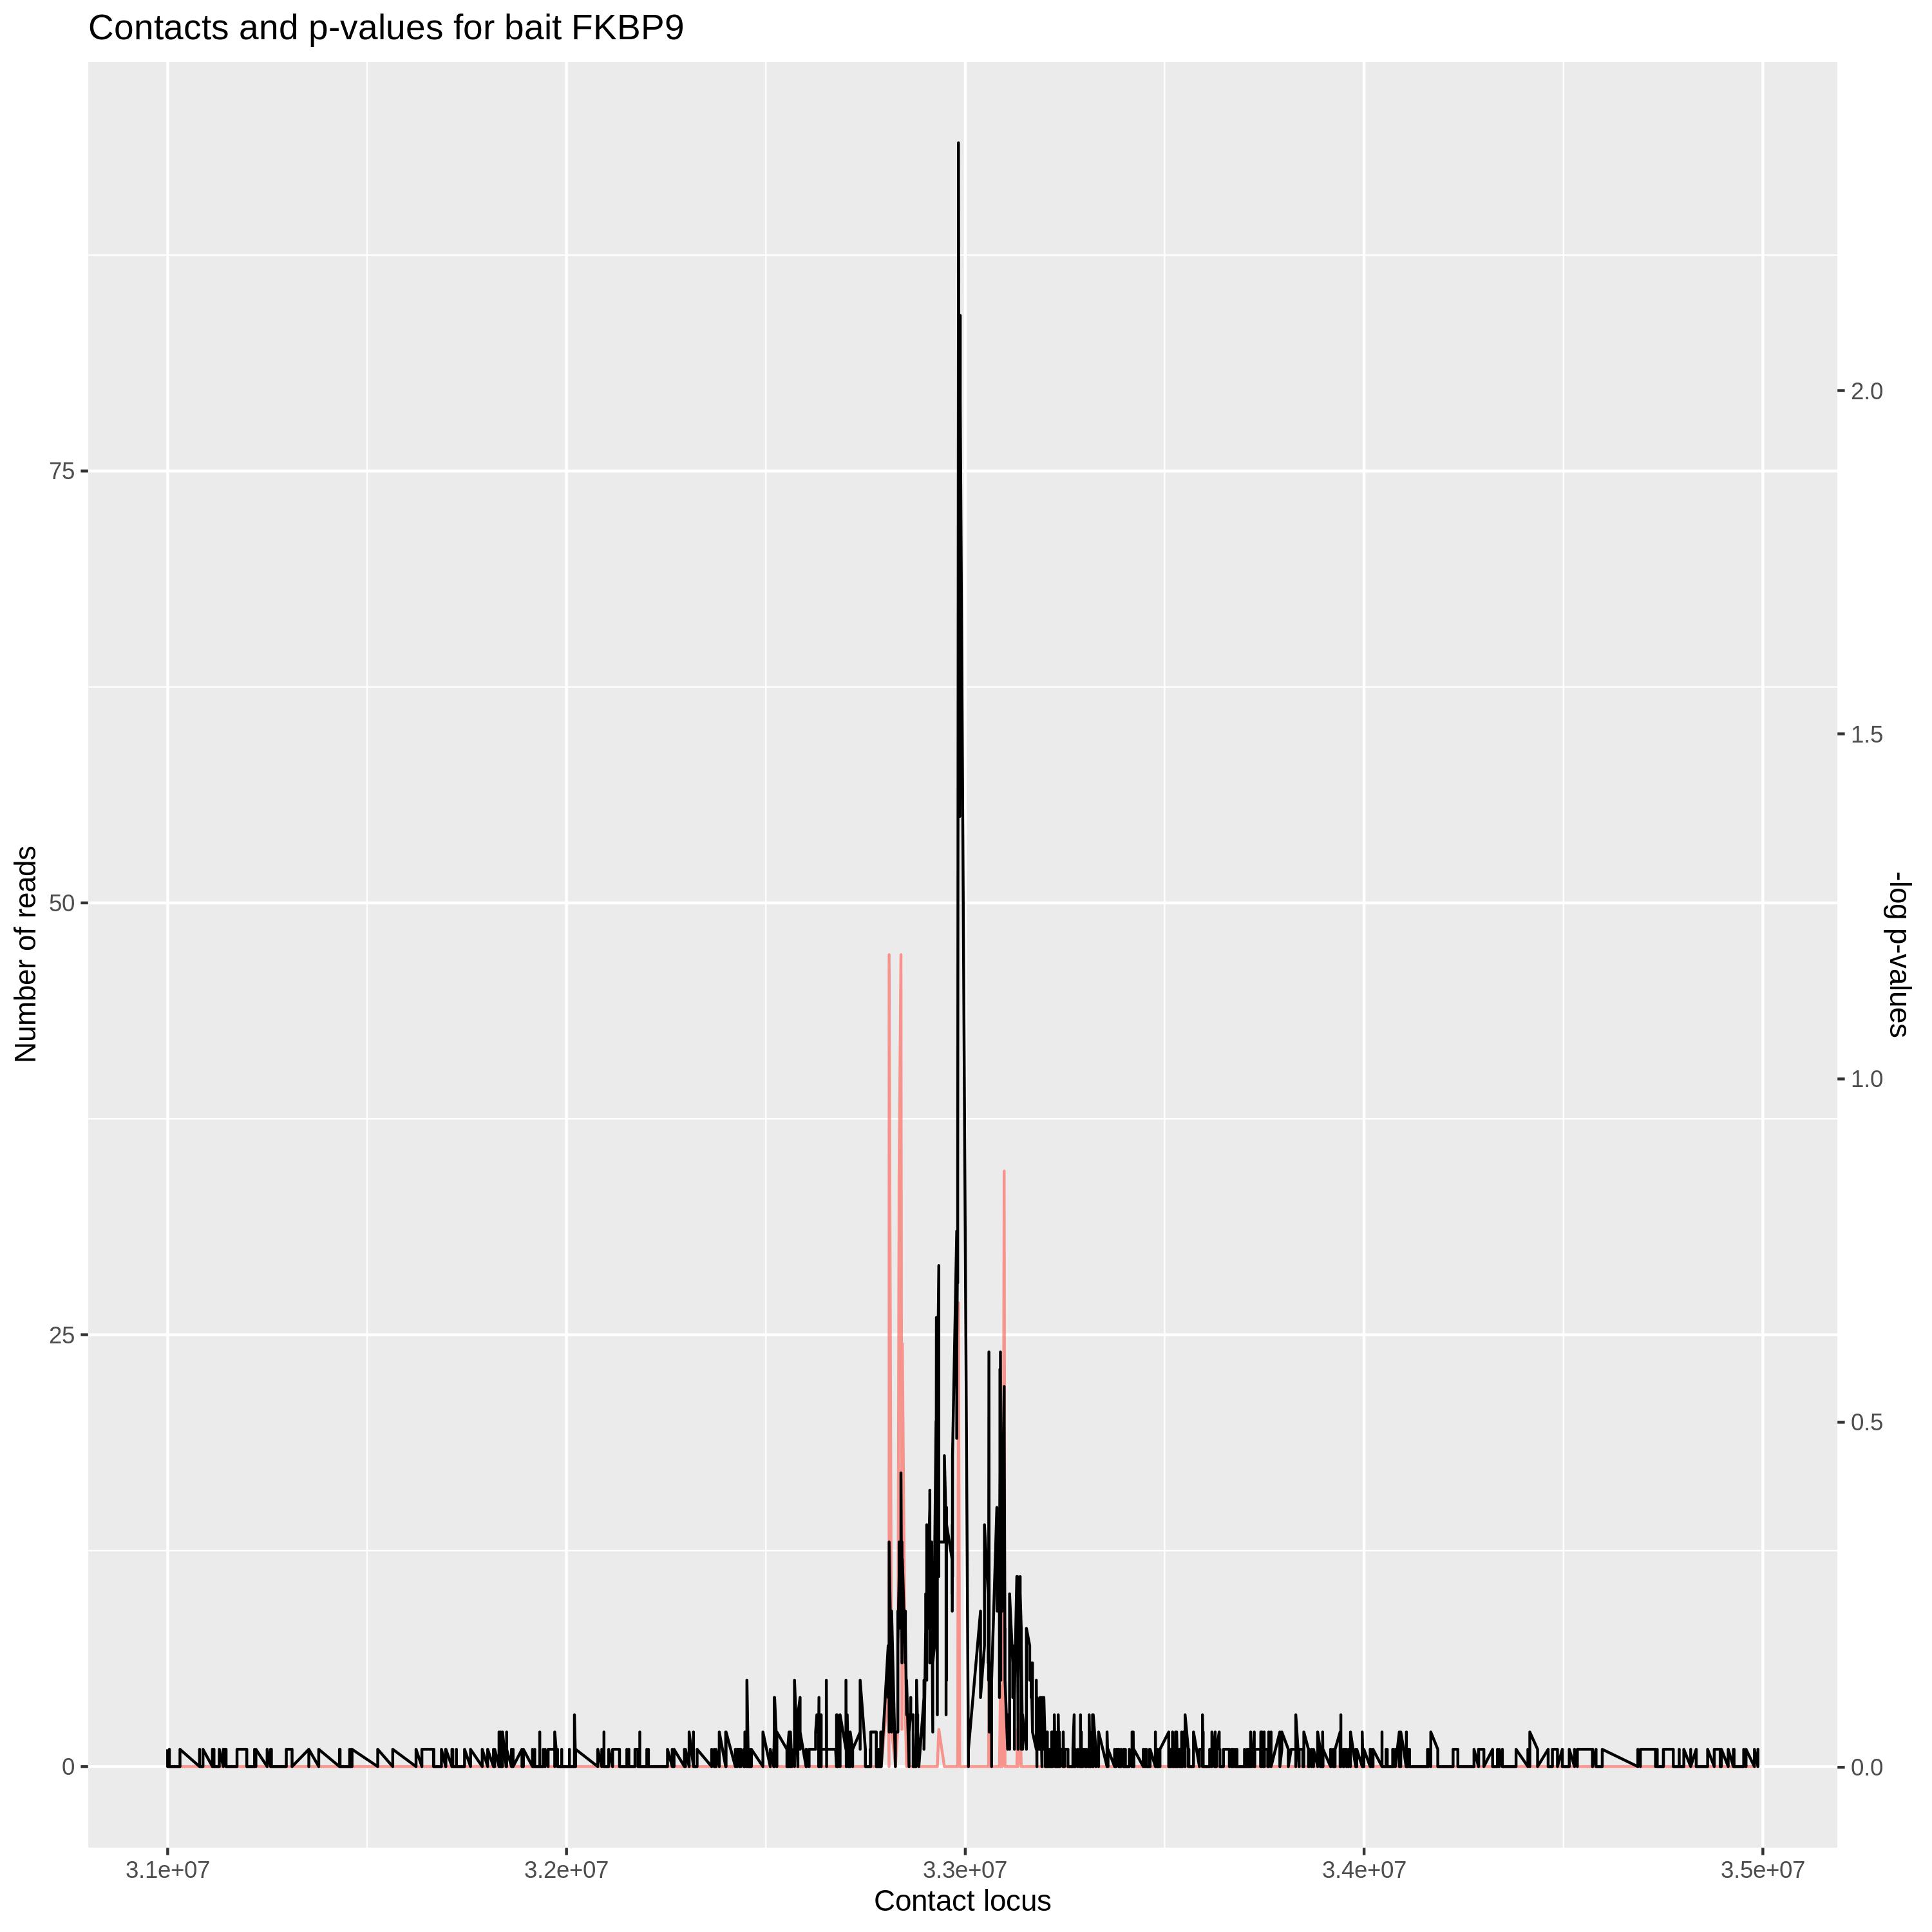 Contacts and p-values for bait FKBP9
Number of reads
75
50
25
0
2.0
1.5
1.0
0.5
0.0
-log p-values
3.1e+07
3.2e+07
3.3e+07
3.4e+07
3.5e+07
Contact locus